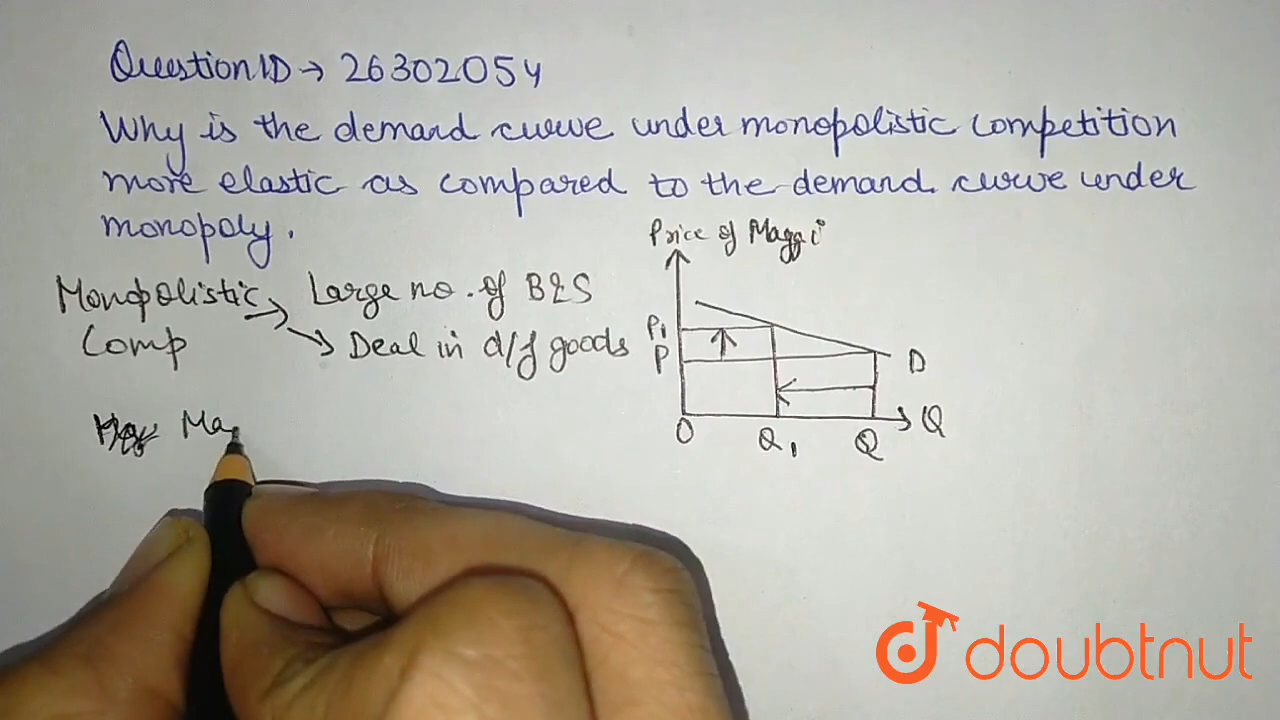 Question ID → 26302054
Why is the demand curve under monopolistic competition
more elastic as compared to the demand curve under
monopoly.
Monopolistic Comp → Large no. of B & S
→ Deal in d/f goods
Ma
Price of Maggi
P1
P
D
O
Q1
Q
Q
doubtnut